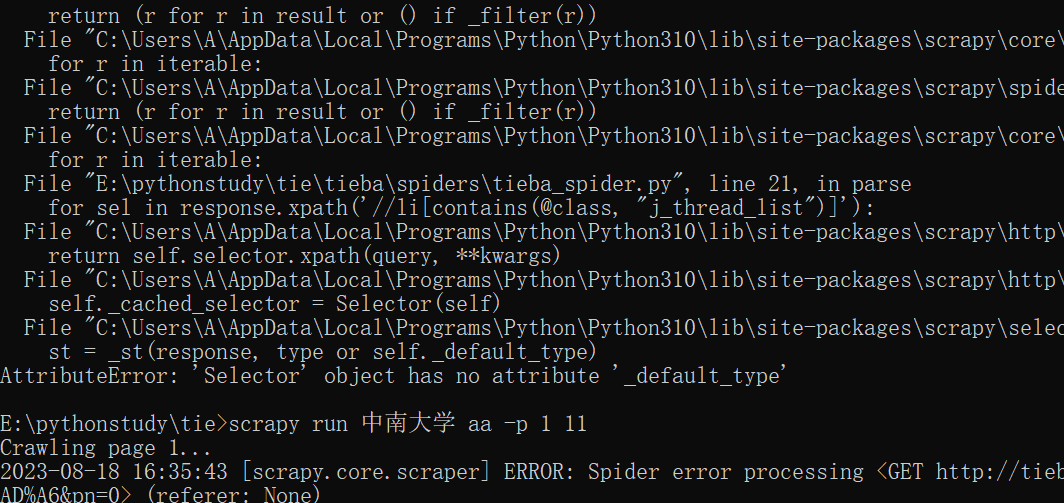 return (r for r in result or () if _filter(r))
File "C:\Users\A\AppData\Local\Programs\Python\Python310\lib\site-packages\scrapy\core\
for r in iterable:
File "C:\Users\A\AppData\Local\Programs\Python\Python310\lib\site-packages\scrapy\spide
return (r for r in result or () if _filter(r))
File "C:\Users\A\AppData\Local\Programs\Python\Python310\lib\site-packages\scrapy\core\
for r in iterable:
File "E:\pythonstudy\tie\tieba\spiders\tieba_spider.py", line 21, in parse
for sel in response.xpath('//li[contains(@class, "j_thread_list")]'):
File "C:\Users\A\AppData\Local\Programs\Python\Python310\lib\site-packages\scrapy\http\
return self.selector.xpath(query, **kwargs)
File "C:\Users\A\AppData\Local\Programs\Python\Python310\lib\site-packages\scrapy\http\
self._cached_selector = Selector(self)
File "C:\Users\A\AppData\Local\Programs\Python\Python310\lib\site-packages\scrapy\selec
st = _st(response, type or self._default_type)
AttributeError: 'Selector' object has no attribute '_default_type'
E:\pythonstudy\tie>scrapy run 中南大学 aa -p 1 11
Crawling page 1...
2023-08-18 16:35:43 [scrapy.core.scraper] ERROR: Spider error processing <GET http://tieb
AD%A6&pn=0> (referer: None)